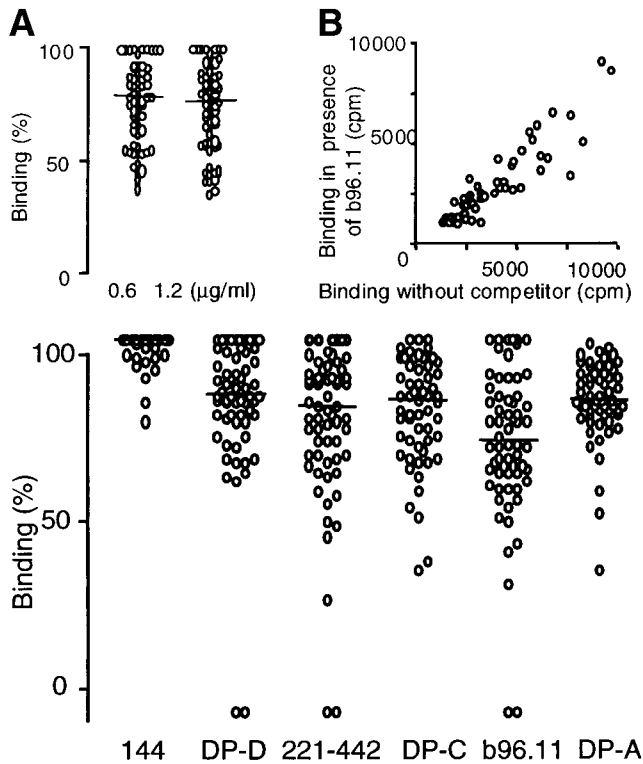 A
B
100
50
0
Binding (%)
0.6 1.2 (µg/ml)
10000
5000
0
Binding in presence
of b96.11 (cpm)
5000 10000
Binding without competitor (cpm)
100
50
0
Binding (%)
144 DP-D 221-442 DP-C b96.11 DP-A